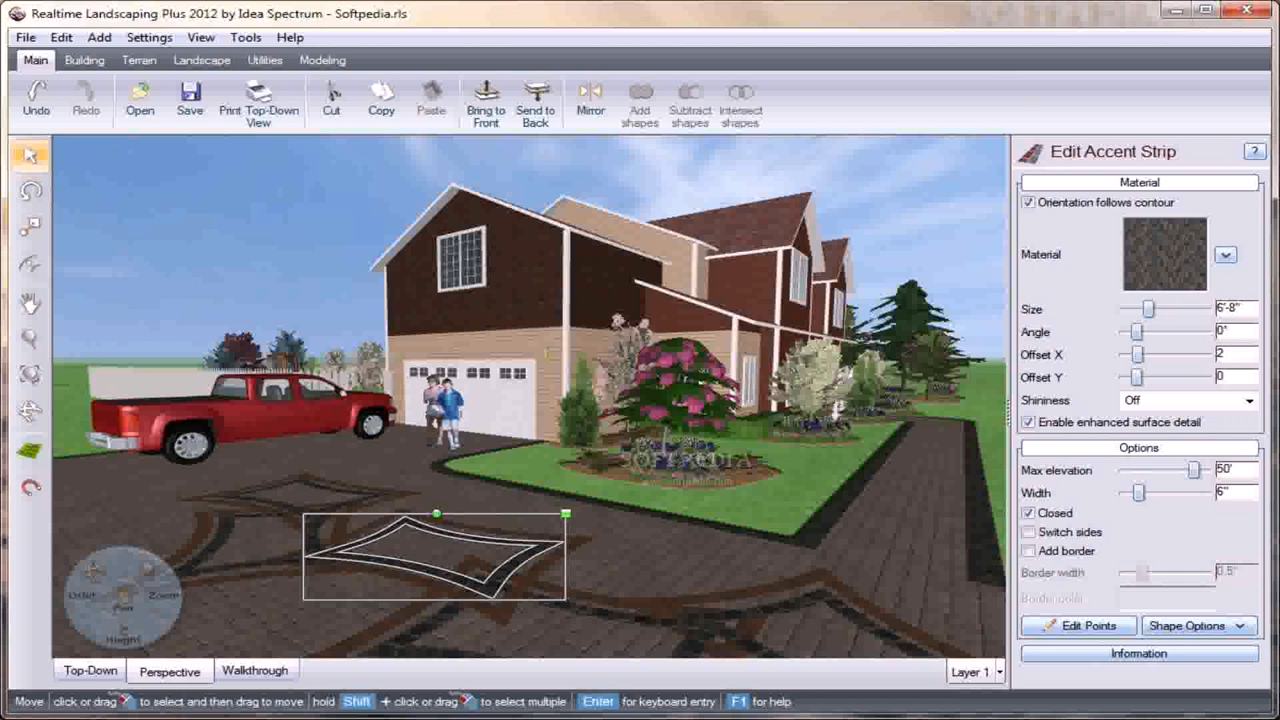 Realtime Landscaping Plus 2012 by Idea Spectrum - Softpedia.rls
File Edit Add Settings View Tools Help
Main Building Terrain Landscape Utilities Modeling
Undo Redo Open Save Print Top-Down View Cut Copy Paste Bring to Front Send to Back Mirror Add shapes Subtract shapes Intersect shapes
Edit Accent Strip ?
Material
Orientation follows contour
Material
Size 6'-8"
Angle 0°
Offset X 2
Offset Y 0
Shininess Off
Enable enhanced surface detail
Options
Max elevation 50'
Width 6"
Closed
Switch sides
Add border
Border width 0.5"
Border color
Edit Points Shape Options
Information
SOFTPEDIA
Orbit Pan Zoom
Height
Top-Down Perspective Walkthrough Layer 1
Move click or drag to select and then drag to move hold Shift + click or drag to select multiple Enter for keyboard entry F1 for help